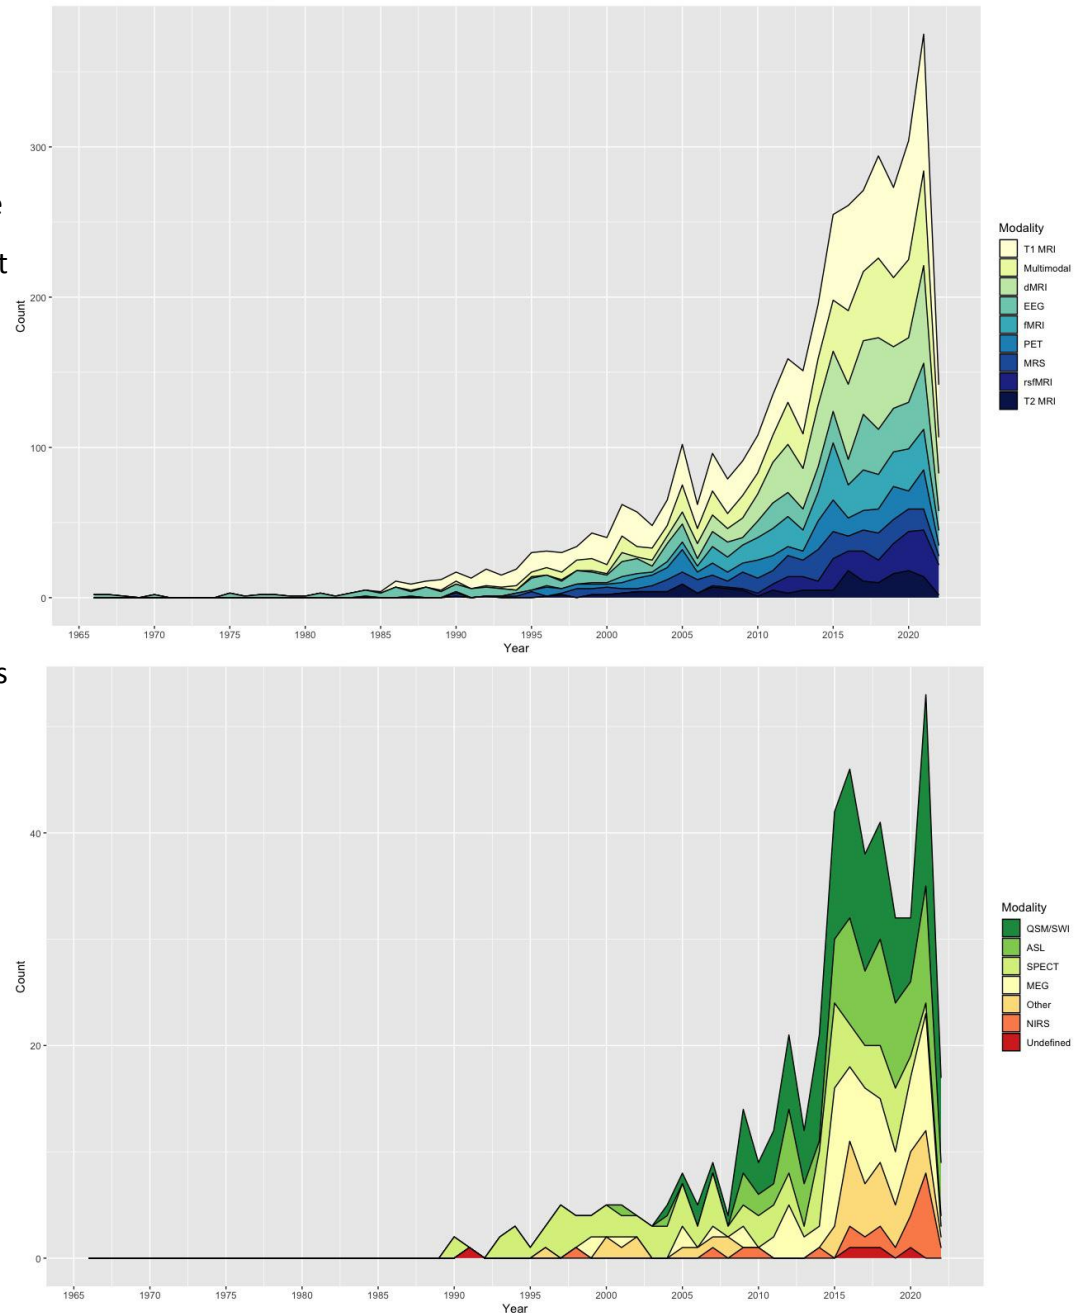 e
t
300
200
100
0
Count
1965 1970 1975 1980 1985 1990 1995 2000 2005 2010 2015 2020
Year
Modality
T1 MRI
Multimodal
dMRI
EEG
fMRI
PET
MRS
rsfMRI
T2 MRI
s
40
20
0
Count
1965 1970 1975 1980 1985 1990 1995 2000 2005 2010 2015 2020
Year
Modality
QSM/SWI
ASL
SPECT
MEG
Other
NIRS
Undefined